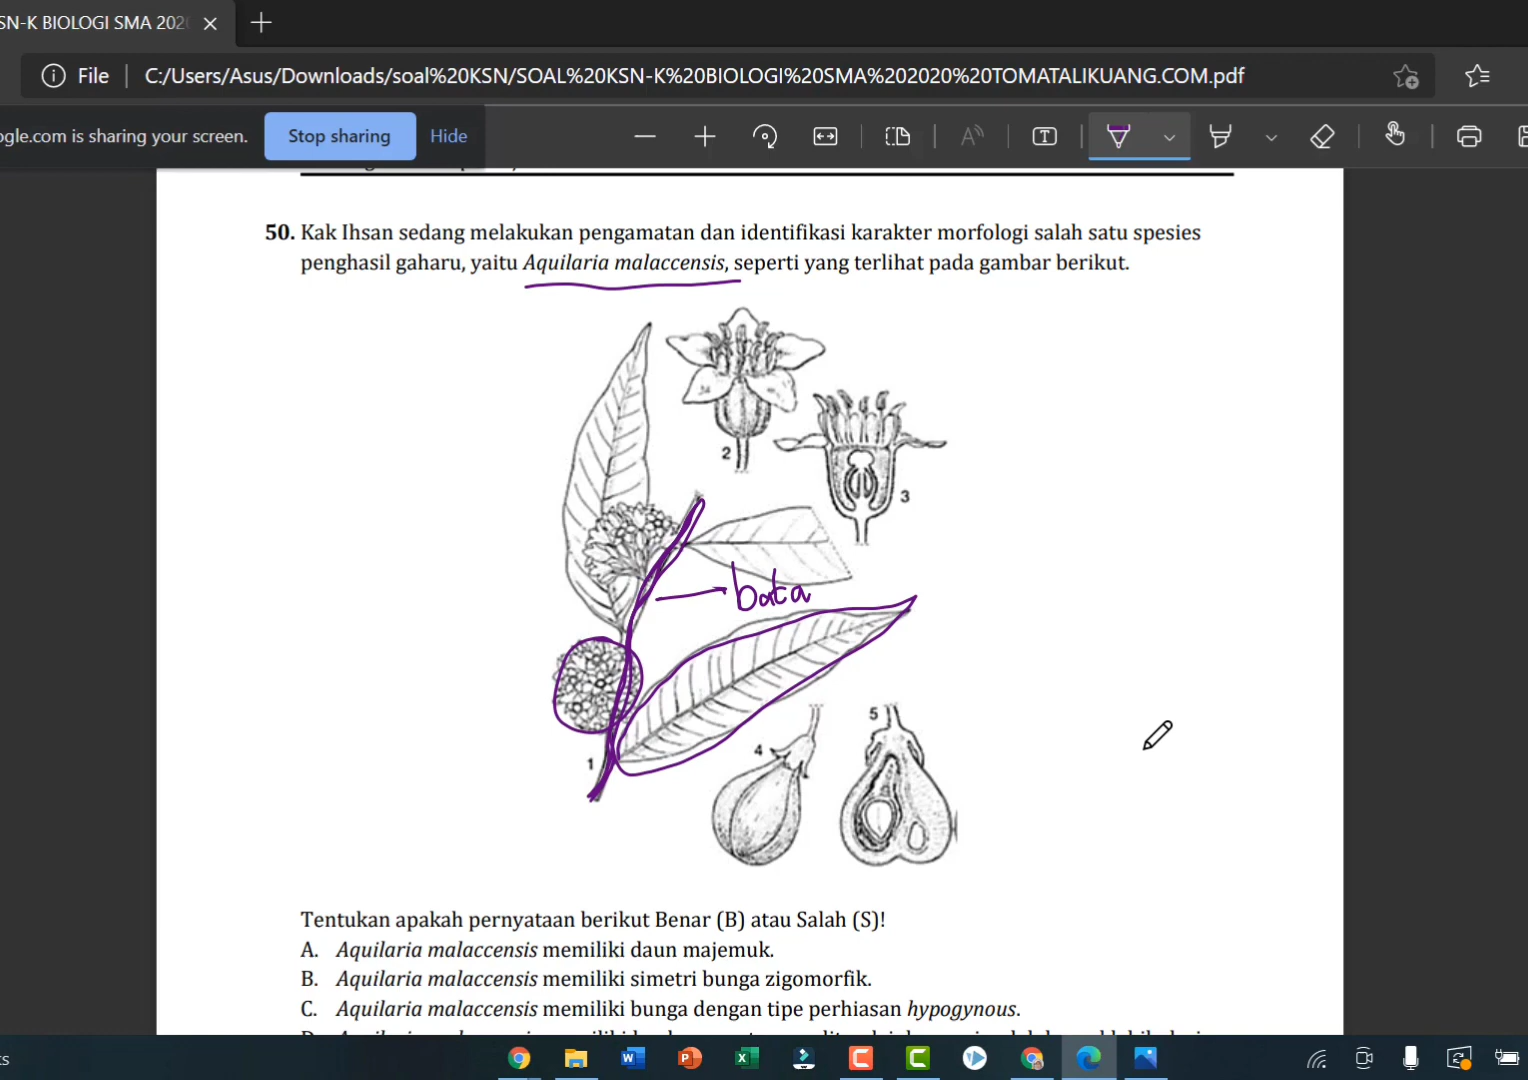 SN-K BIOLOGI SMA 202
File
C:/Users/Asus/Downloads/soal%20KSN/SOAL%20KSN-K%20BIOLOGI%20SMA%202020%20TOMATALIKUANG.COM.pdf
gle.com is sharing your screen.
Stop sharing
Hide
50. Kak Ihsan sedang melakukan pengamatan dan identifikasi karakter morfologi salah satu spesies
penghasil gaharu, yaitu Aquilaria malaccensis, seperti yang terlihat pada gambar berikut.
2
3
bata
5
4
1
Tentukan apakah pernyataan berikut Benar (B) atau Salah (S)!
A. Aquilaria malaccensis memiliki daun majemuk.
B. Aquilaria malaccensis memiliki simetri bunga zigomorfik.
C. Aquilaria malaccensis memiliki bunga dengan tipe perhiasan hypogynous.